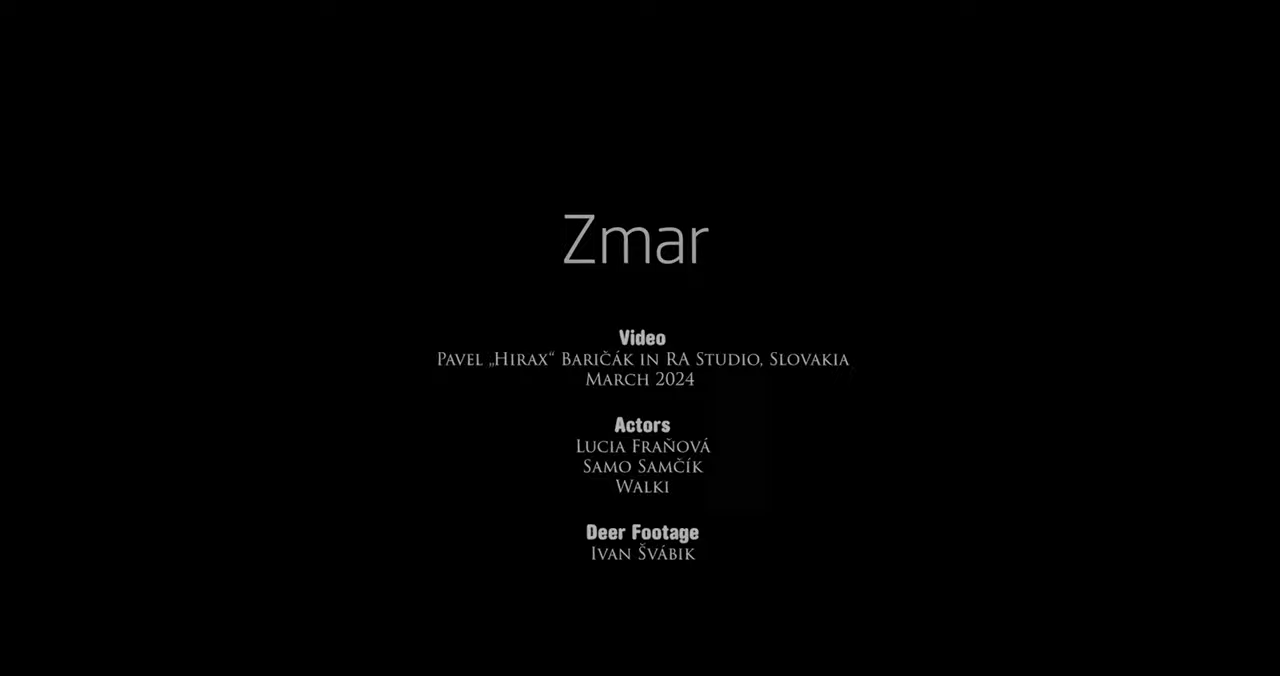 Zmar
Video
Pavel „Hirax“ Baričák in RA Studio, Slovakia
March 2024
Actors
Lucia Fraňová
Samo Samčík
Walki
Deer Footage
Ivan Švábik